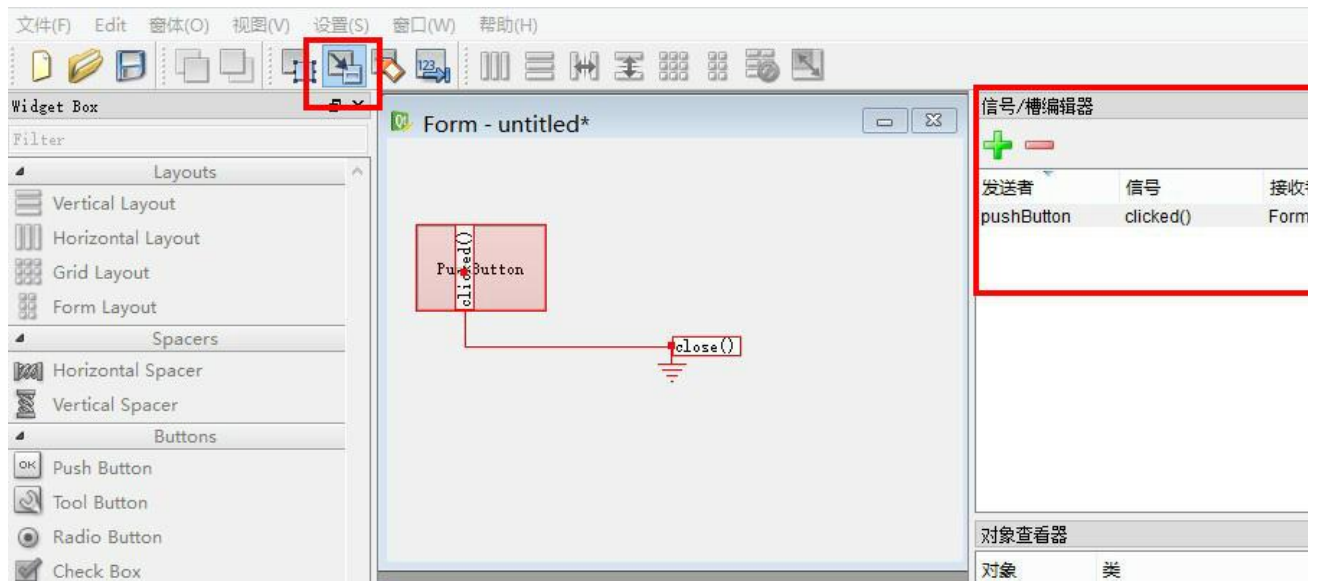 文件(F) Edit 窗体(O) 视图(V) 设置(S) 窗口(W) 帮助(H)
123
Widget Box
Filter
Layouts
Vertical Layout
Horizontal Layout
Grid Layout
Form Layout
Spacers
Horizontal Spacer
Vertical Spacer
Buttons
OK Push Button
Tool Button
Radio Button
Check Box
Form - untitled*
PushButton
clicked()
close()
信号/槽编辑器
发送者 信号 接收
pushButton clicked() Form
对象查看器
对象 类